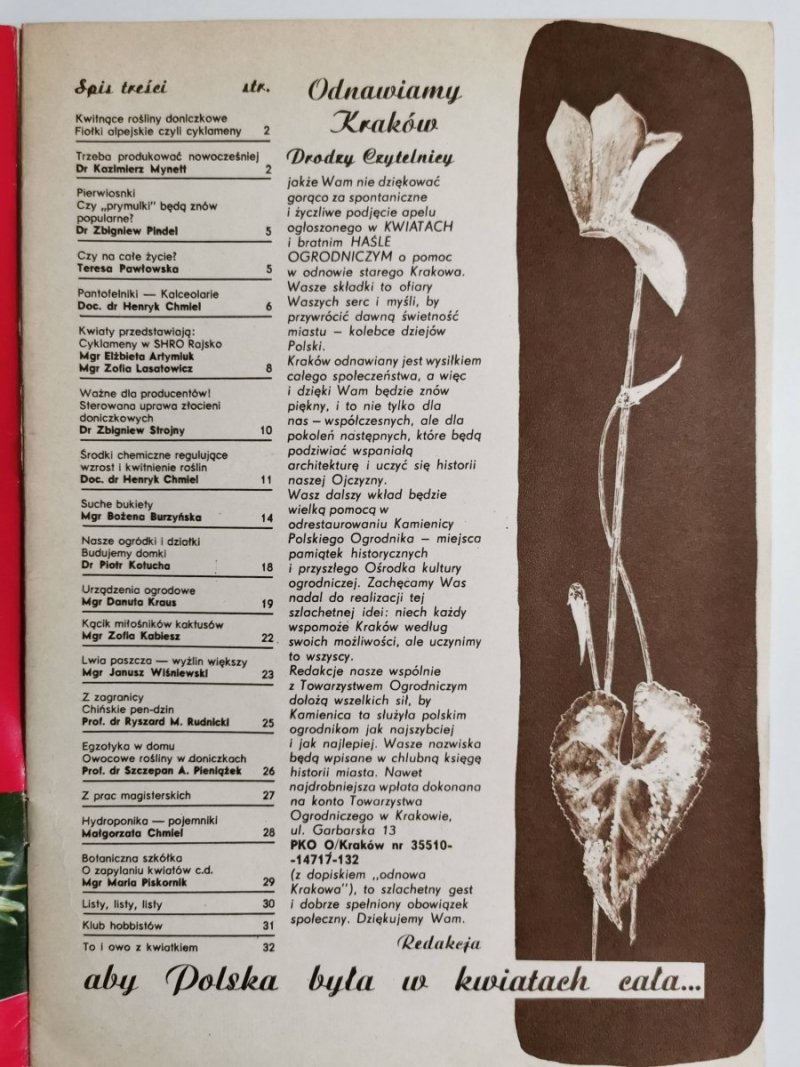 Spis treści str.
Kwitnące rośliny doniczkowe
Fiołki alpejskie czyli cyklameny 2
Trzeba produkować nowocześniej
Dr Kazimierz Mynett 2
Pierwiosnki
Czy „prymulki” będą znów
popularne?
Dr Zbigniew Pindel 5
Czy na całe życie?
Teresa Pawłowska 5
Pantofelniki — Kalceolarie
Doc. dr Henryk Chmiel 6
Kwiaty przedstawiają:
Cyklameny w SHRO Rajsko
Mgr Elżbieta Artymiuk
Mgr Zofia Lasatowicz 8
Ważne dla producentów!
Sterowana uprawa złocieni
doniczkowych
Dr Zbigniew Strojny 10
Środki chemiczne regulujące
wzrost i kwitnienie roślin
Doc. dr Henryk Chmiel 11
Suche bukiety
Mgr Bożena Burzyńska 14
Nasze ogródki i działki
Budujemy domki
Dr Piotr Kołucha 18
Urządzenia ogrodowe
Mgr Danuta Kraus 19
Kącik miłośników kaktusów
Mgr Zofia Kabiesz 22
Lwia paszcza — wyżlin większy
Mgr Janusz Wiśniewski 23
Z zagranicy
Chińskie pen-dzin
Prof. dr Ryszard M. Rudnicki 25
Egzotyka w domu
Owocowe rośliny w doniczkach
Prof. dr Szczepan A. Pieniążek 26
Z prac magisterskich 27
Hydroponika — pojemniki
Małgorzata Chmiel 28
Botaniczna szkółka
O zapylaniu kwiatów c.d.
Mgr Maria Piskornik 29
Listy, listy, listy 30
Klub hobbistów 31
To i owo z kwiatkiem 32
Odnawiamy
Kraków
Drodzy Czytelnicy
jakże Wam nie dziękować
gorąco za spontaniczne
i życzliwe podjęcie apelu
ogłoszonego w KWIATACH
i bratnim HAŚLE
OGRODNICZYM o pomoc
w odnowie starego Krakowa.
Wasze składki to ofiary
Waszych serc i myśli, by
przywrócić dawną świetność
miastu – kolebce dziejów
Polski.
Kraków odnawiany jest wysiłkiem
całego społeczeństwa, a więc
i dzięki Wam będzie znów
piękny, i to nie tylko dla
nas – współczesnych, ale dla
pokoleń następnych, które będą
podziwiać wspaniałą
architekturę i uczyć się historii
naszej Ojczyzny.
Wasz dalszy wkład będzie
wielką pomocą w
odrestaurowaniu Kamienicy
Polskiego Ogrodnika – miejsca
pamiątek historycznych
i przyszłego Ośrodka kultury
ogrodniczej. Zachęcamy Was
nadal do realizacji tej
szlachetnej idei: niech każdy
wspomoże Kraków według
swoich możliwości, ale uczynimy
to wszyscy.
Redakcje nasze wspólnie
z Towarzystwem Ogrodniczym
dołożą wszelkich sił, by
Kamienica ta służyła polskim
ogrodnikom jak najszybciej
i jak najlepiej. Wasze nazwiska
będą wpisane w chlubną księgę
historii miasta. Nawet
najdrobniejsza wpłata dokonana
na konto Towarzystwa
Ogrodniczego w Krakowie,
ul. Garbarska 13
PKO O/Kraków nr 35510-
-14717-132
(z dopiskiem „odnowa
Krakowa”), to szlachetny gest
i dobrze spełniony obowiązek
społeczny. Dziękujemy Wam.
Redakcja
aby Polska była w kwiatach cała...